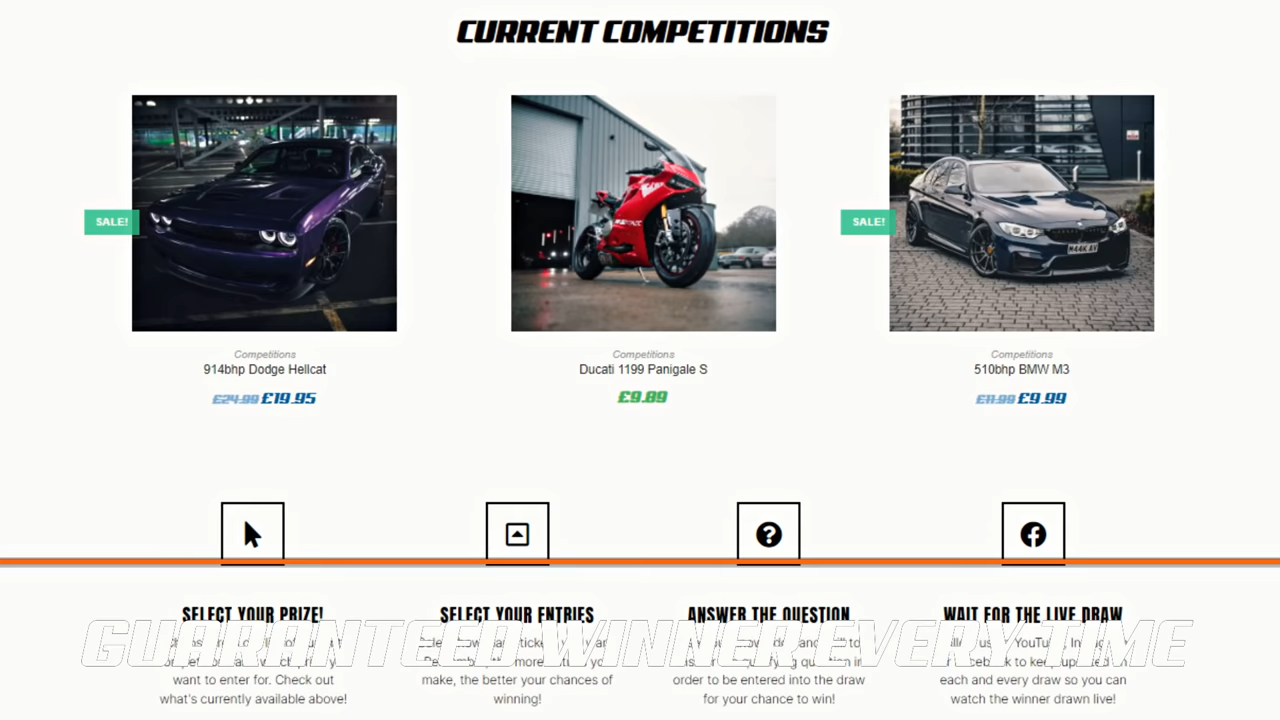 CURRENT COMPETITIONS
SALE!
SALE!
M44K AV
Competitions
914bhp Dodge Hellcat
£24.99 £19.95
Competitions
Ducati 1199 Panigale S
£9.89
Competitions
510bhp BMW M3
£11.99 £9.99
SELECT YOUR PRIZE!
SELECT YOUR ENTRIES
ANSWER THE QUESTION
WAIT FOR THE LIVE DRAW
GUARANTEED WINNER EVERY TIME
want to enter for. Check out
what's currently available above!
make, the better your chances of
winning!
order to be entered into the draw
for your chance to win!
each and every draw so you can
watch the winner drawn live!